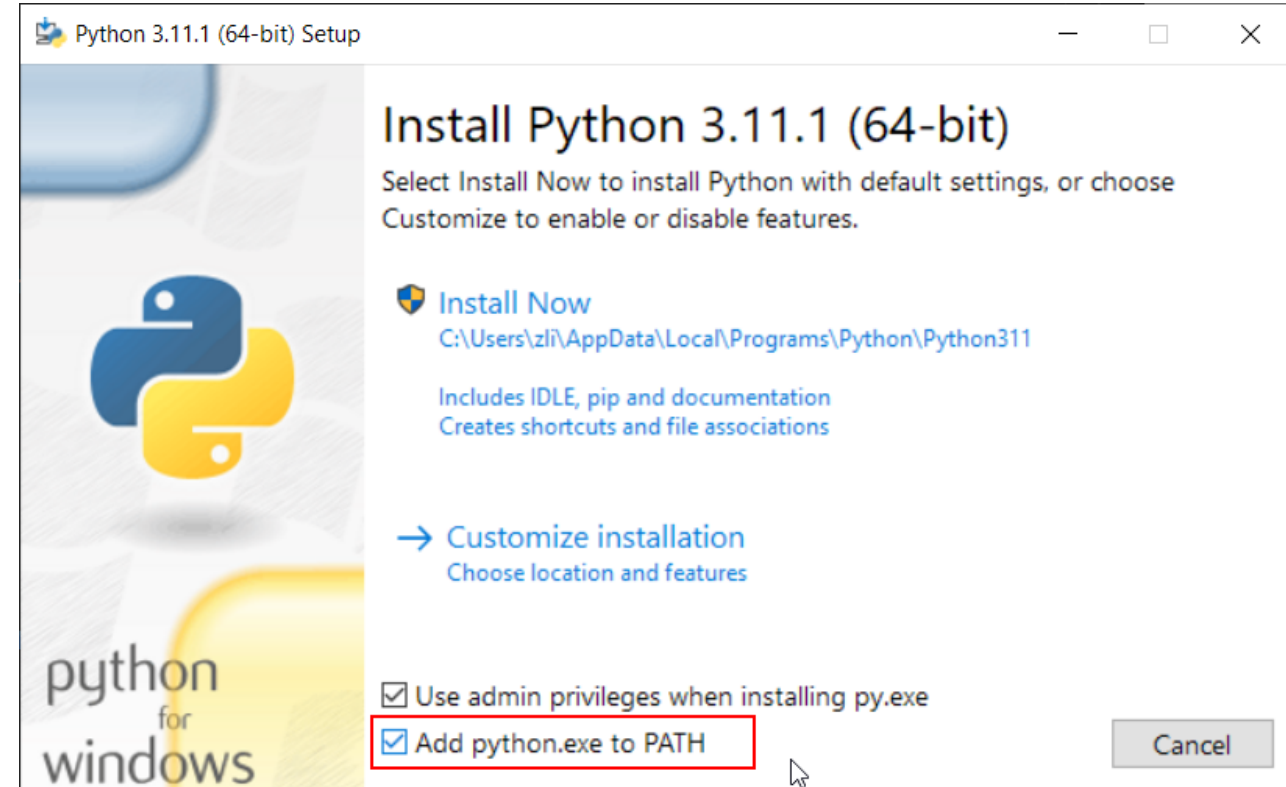 Python 3.11.1 (64-bit) Setup
Install Python 3.11.1 (64-bit)
Select Install Now to install Python with default settings, or choose
Customize to enable or disable features.
Install Now
C:\Users\zli\AppData\Local\Programs\Python\Python311
Includes IDLE, pip and documentation
Creates shortcuts and file associations
Customize installation
Choose location and features
python
for
windows
Use admin privileges when installing py.exe
Add python.exe to PATH
Cancel